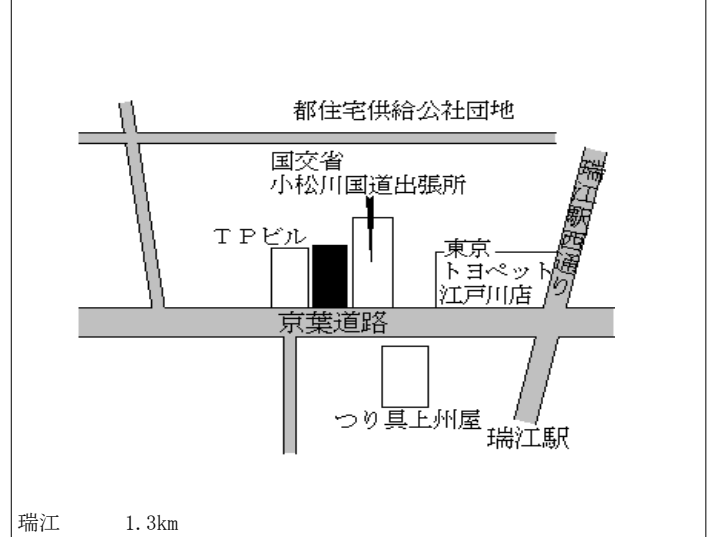 都住宅供給公社団地
国交省
小松川国道出張所
ＴＰビル
東京
トヨペット
江戸川店
瑞江駅西通り
京葉道路
つり具上州屋
瑞江駅
瑞江　　　1.3km